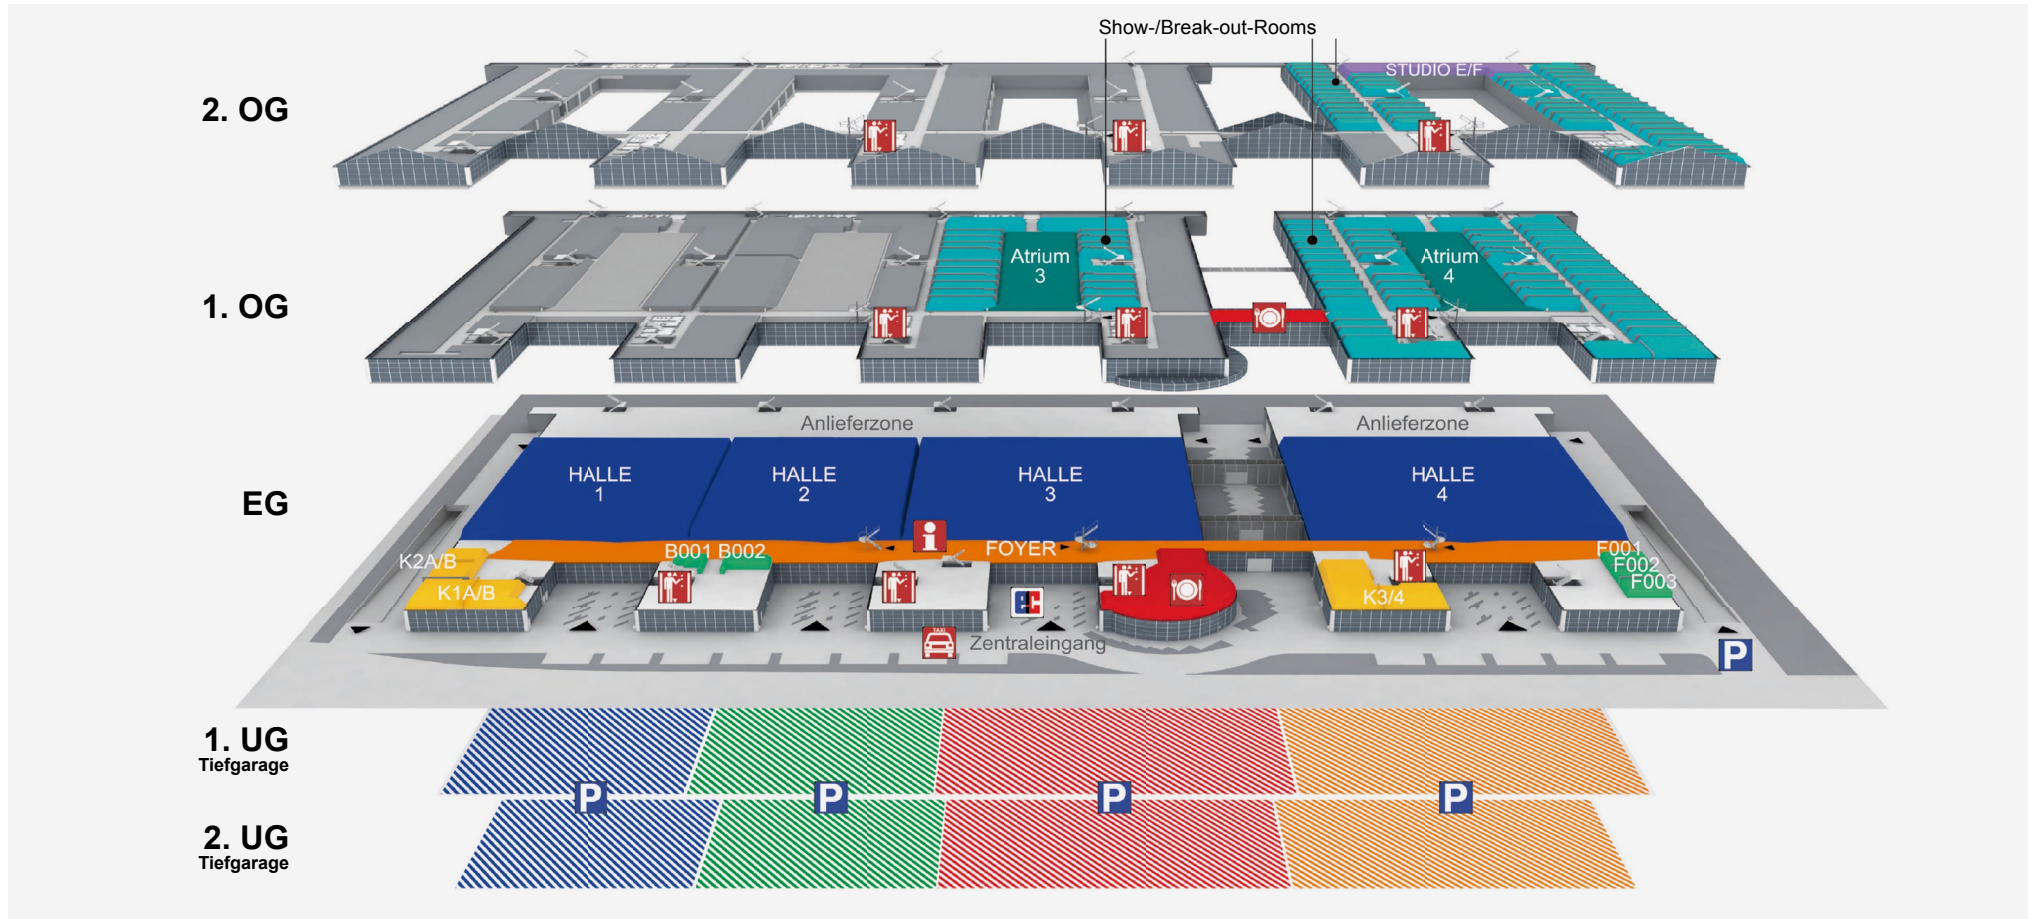 Show-/Break-out-Rooms
2. OG
STUDIO E/F
1. OG
Atrium
3
Atrium
4
EG
Anlieferzone
Anlieferzone
HALLE
1
HALLE
2
HALLE
3
HALLE
4
FOYER
K2A/B
K1A/B
B001 B002
K3/4
F001
F002
F003
EC
TAXI
Zentraleingang
P
1. UG
Tiefgarage
P
P
P
P
2. UG
Tiefgarage